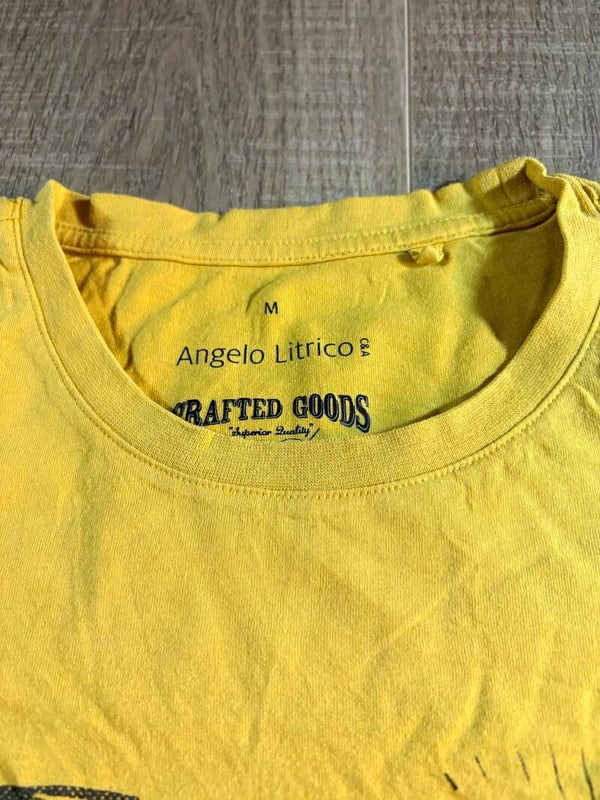 M
Angelo Litrico C&A
CRAFTED GOODS
"Superior Quality"